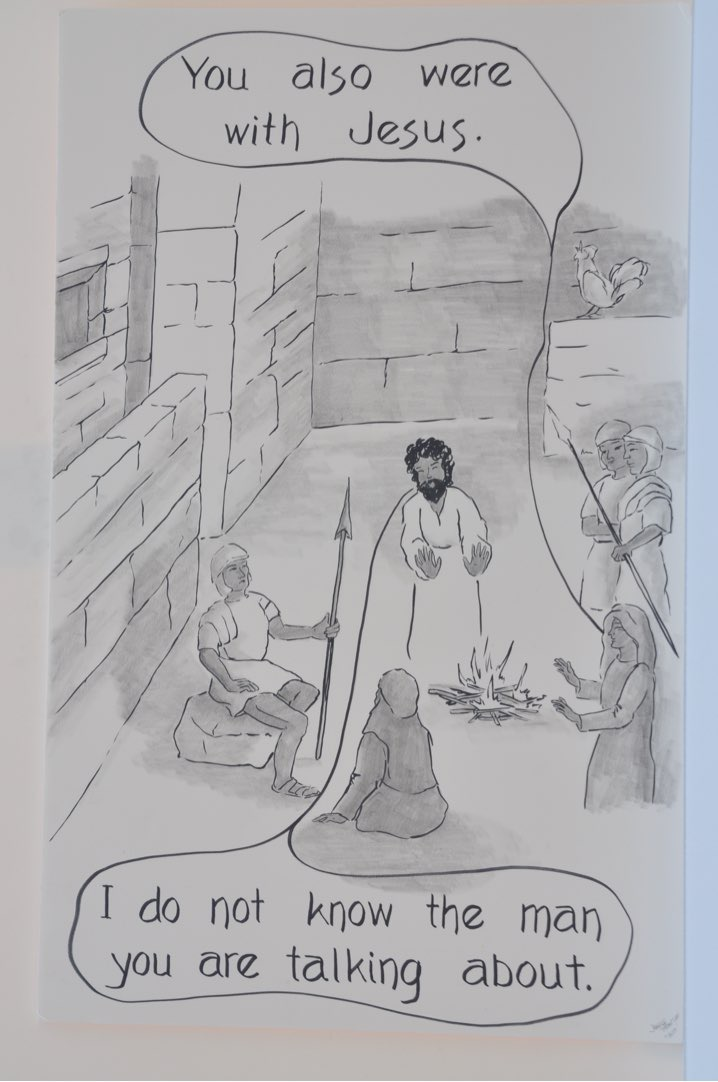 You also were
with Jesus.
I do not know the man
you are talking about.